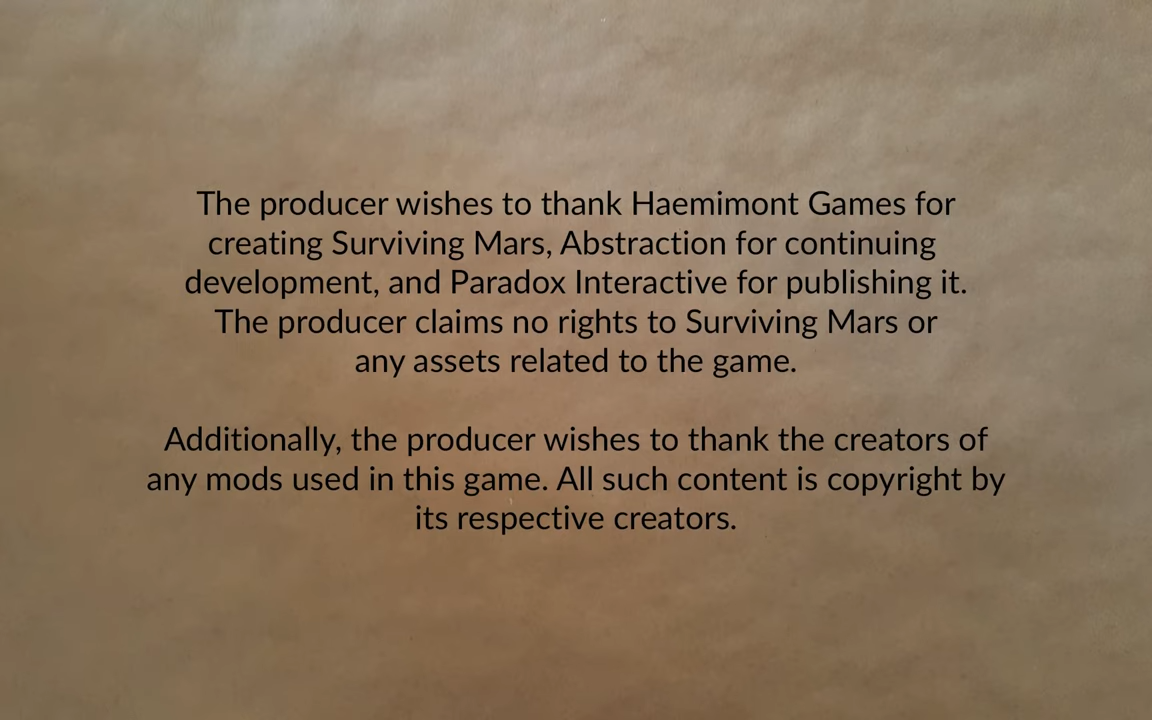 The producer wishes to thank Haemimont Games for
creating Surviving Mars, Abstraction for continuing
development, and Paradox Interactive for publishing it.
The producer claims no rights to Surviving Mars or
any assets related to the game.
Additionally, the producer wishes to thank the creators of
any mods used in this game. All such content is copyright by
its respective creators.